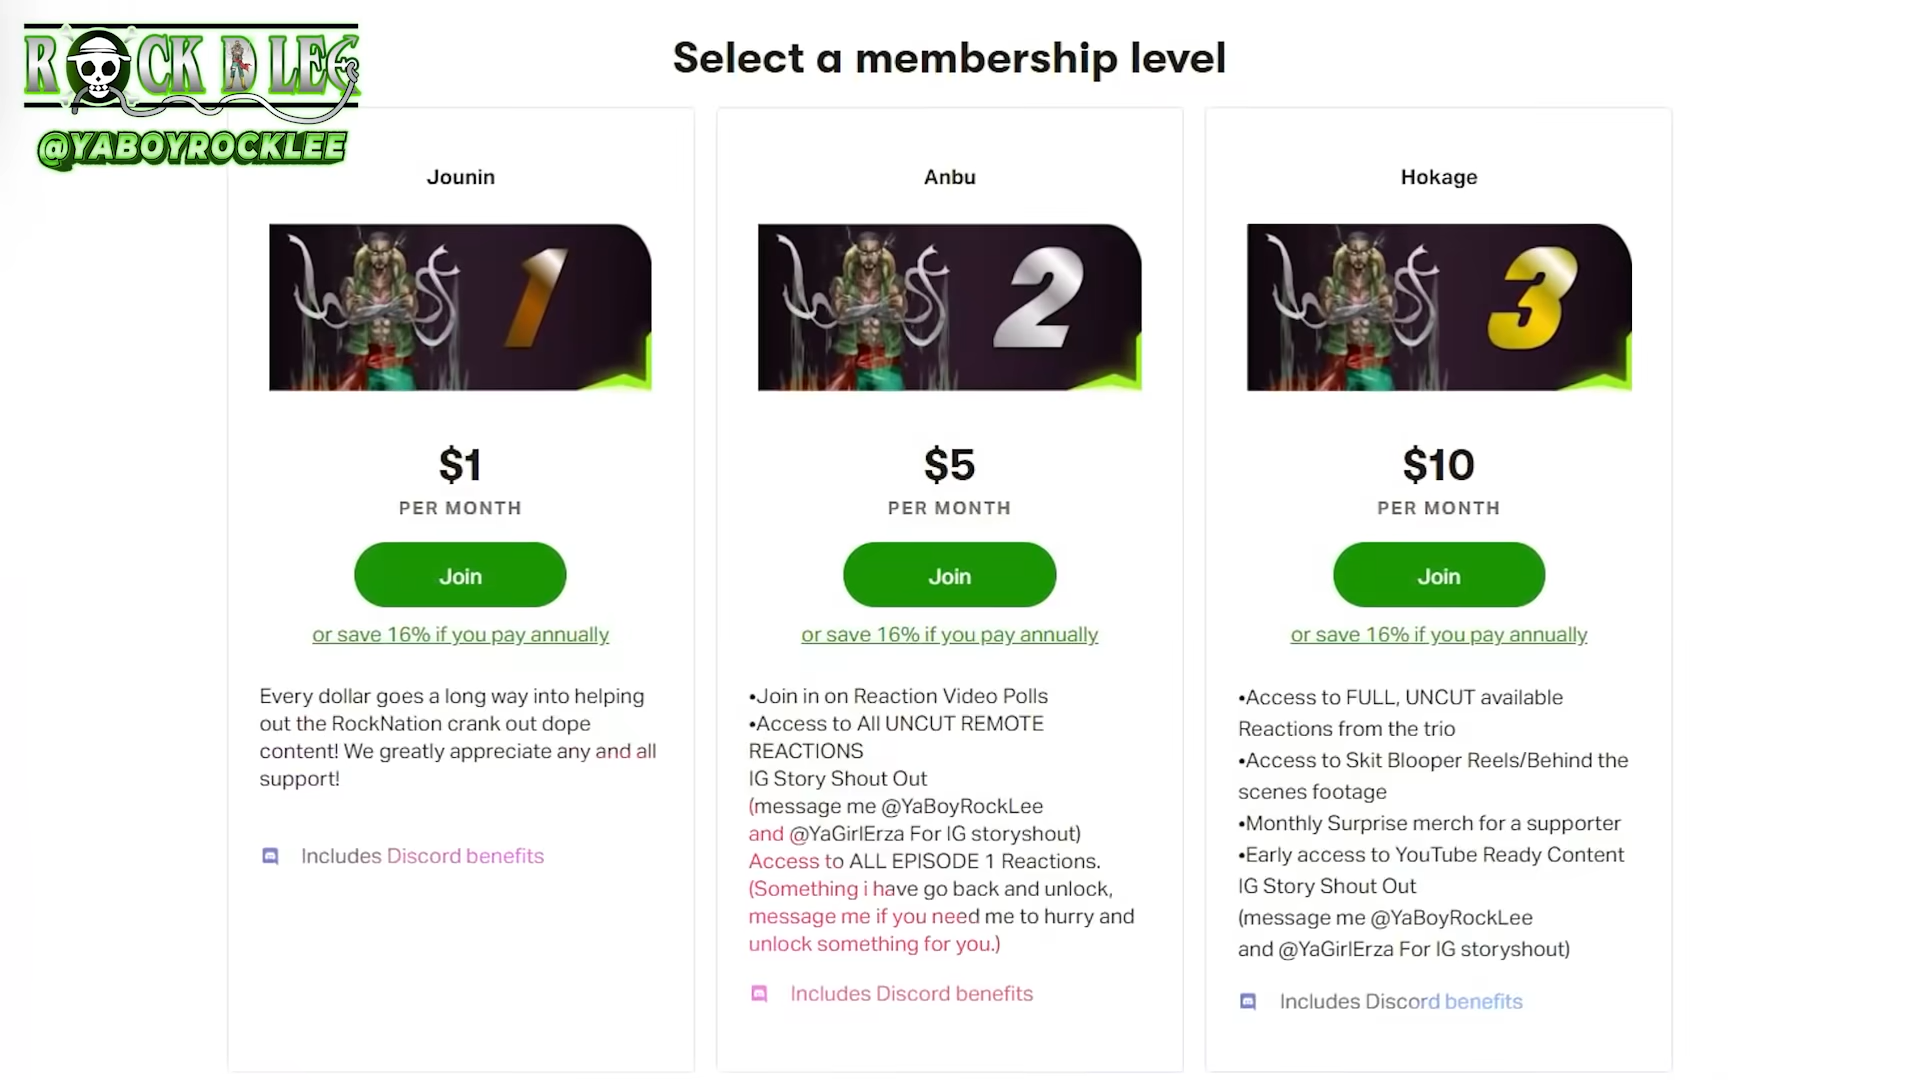 ROCK D LEE
@YABOYROCKLEE
Select a membership level
Jounin
1
$1
PER MONTH
Join
or save 16% if you pay annually
Every dollar goes a long way into helping
out the RockNation crank out dope
content! We greatly appreciate any and all
support!
Includes Discord benefits
Anbu
2
$5
PER MONTH
Join
or save 16% if you pay annually
•Join in on Reaction Video Polls
•Access to All UNCUT REMOTE
REACTIONS
IG Story Shout Out
(message me @YaBoyRockLee
and @YaGirlErza For IG storyshout)
Access to ALL EPISODE 1 Reactions.
(Something i have go back and unlock,
message me if you need me to hurry and
unlock something for you.)
Includes Discord benefits
Hokage
3
$10
PER MONTH
Join
or save 16% if you pay annually
•Access to FULL, UNCUT available
Reactions from the trio
•Access to Skit Blooper Reels/Behind the
scenes footage
•Monthly Surprise merch for a supporter
•Early access to YouTube Ready Content
IG Story Shout Out
(message me @YaBoyRockLee
and @YaGirlErza For IG storyshout)
Includes Discord benefits